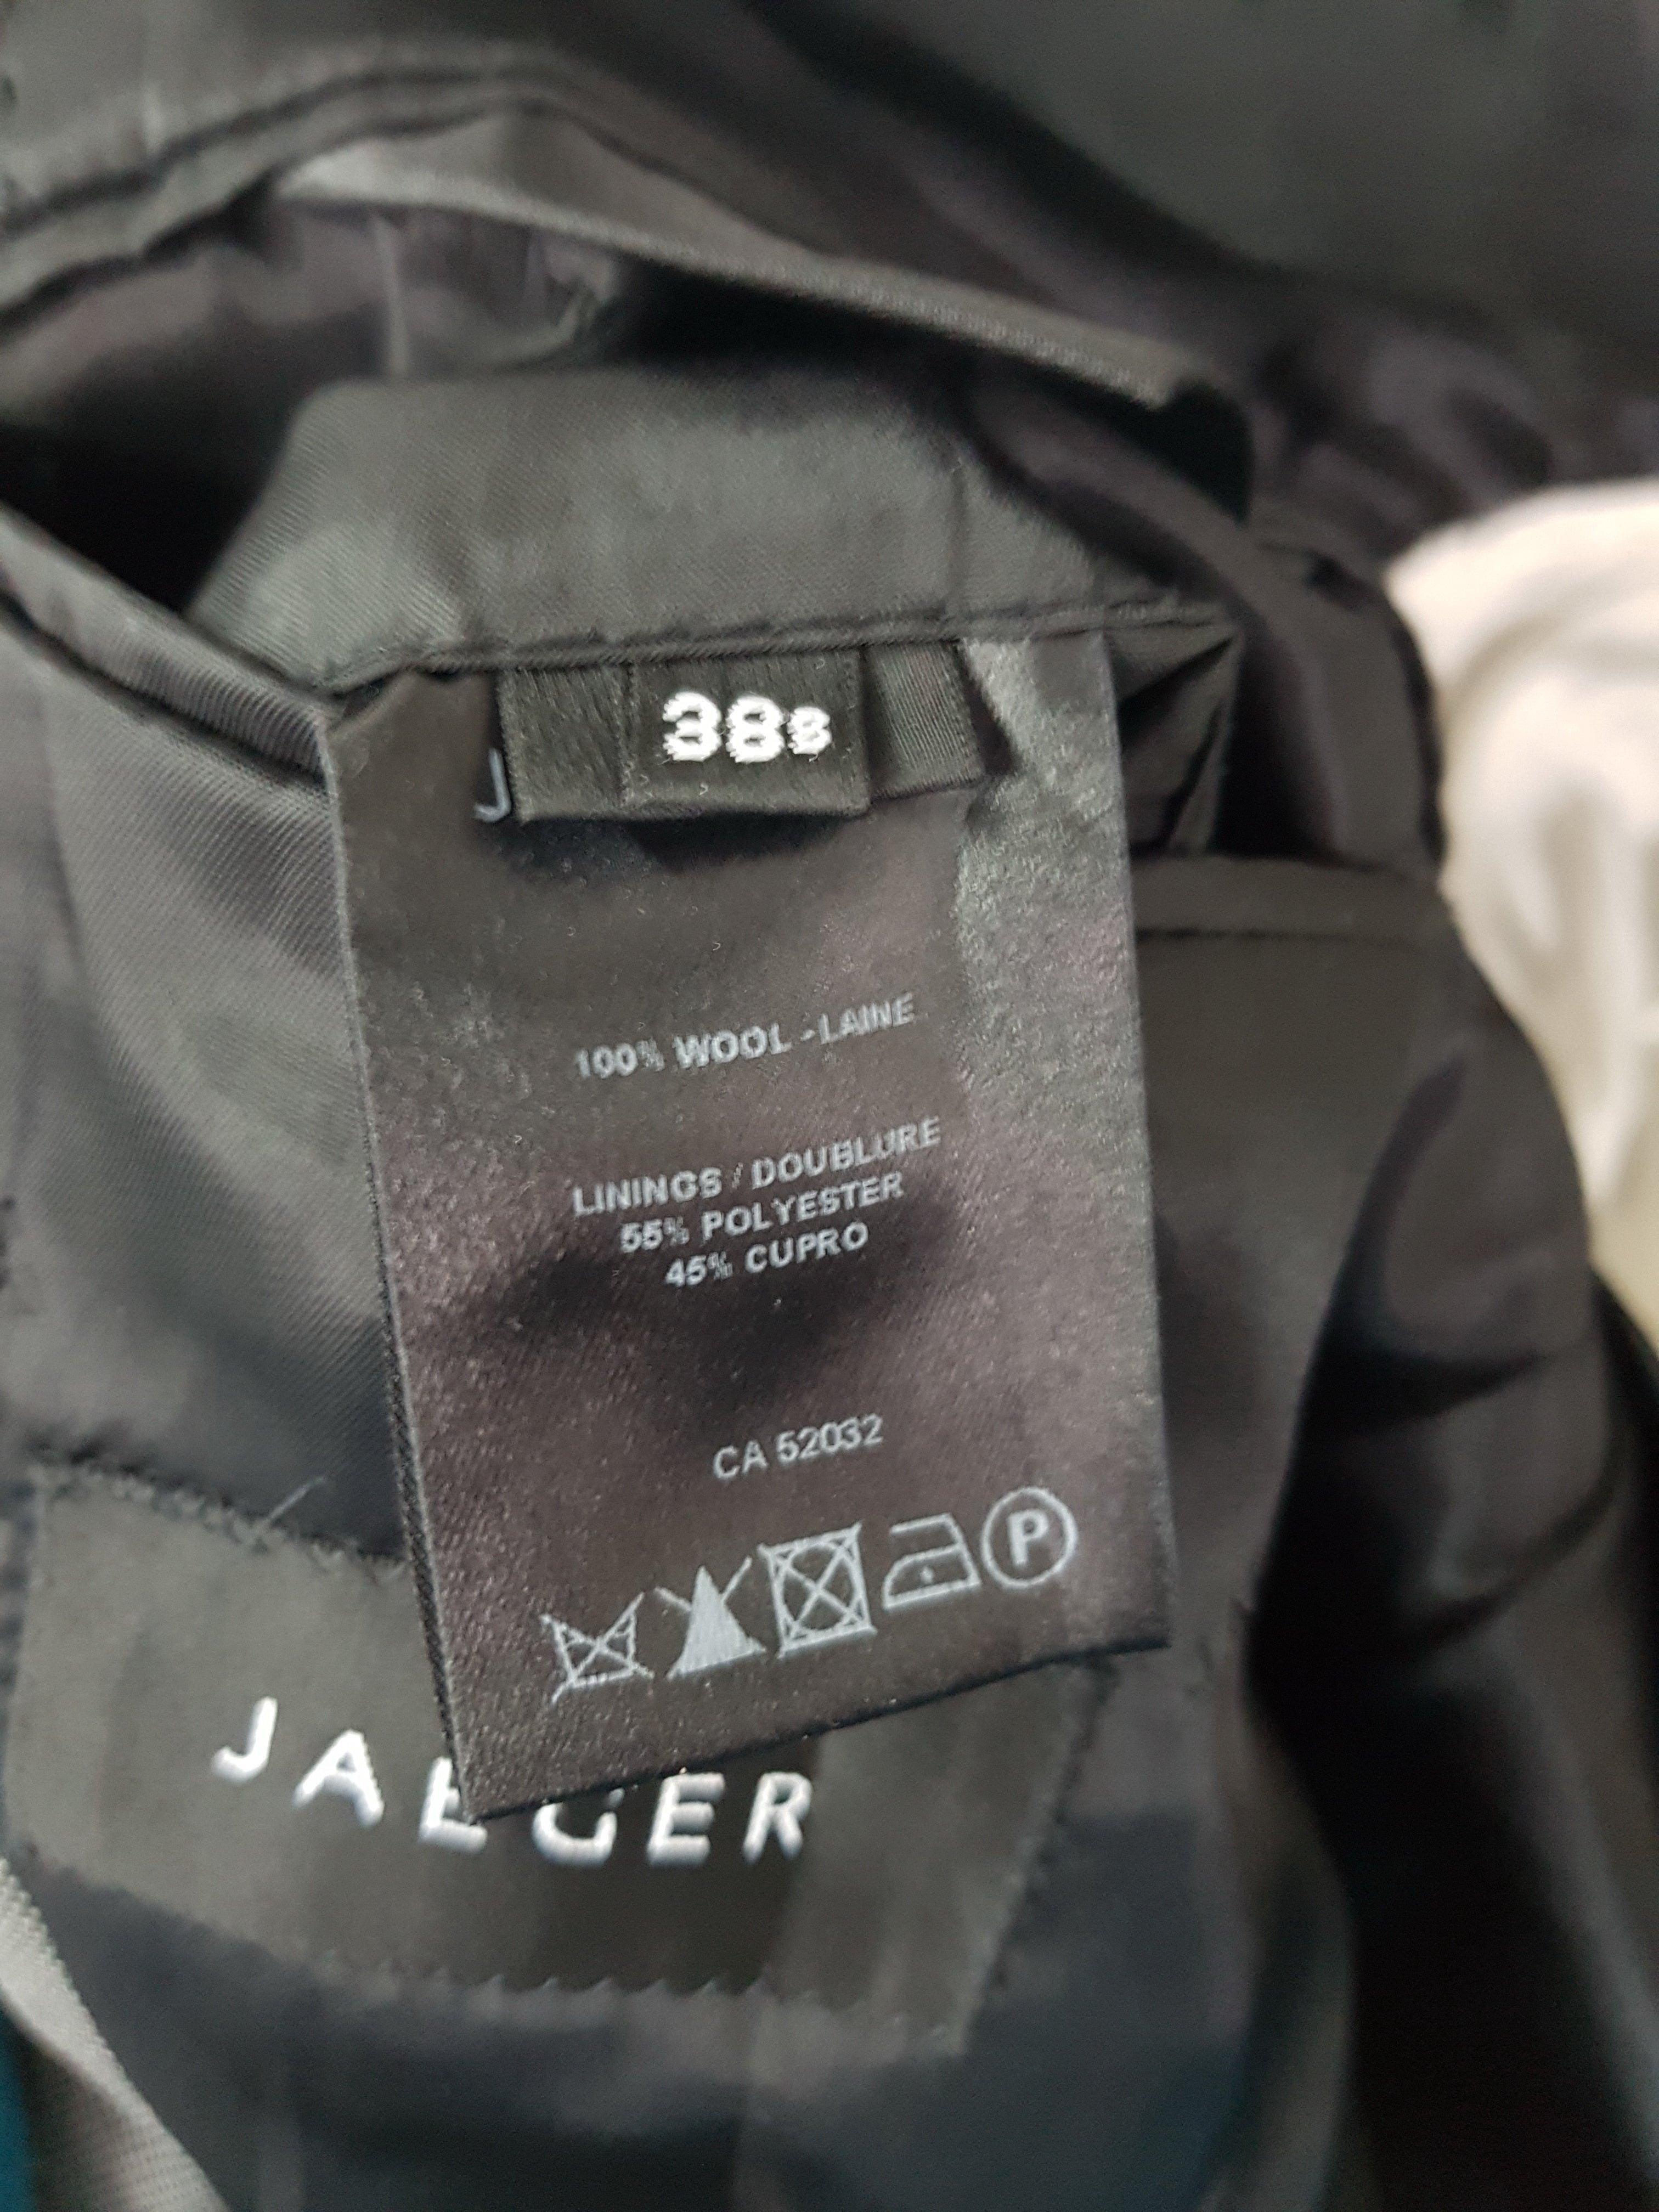 38s
J
100% WOOL - LAINE
LININGS / DOUBLURE
55% POLYESTER
45% CUPRO
CA 52032
P
JAEGER